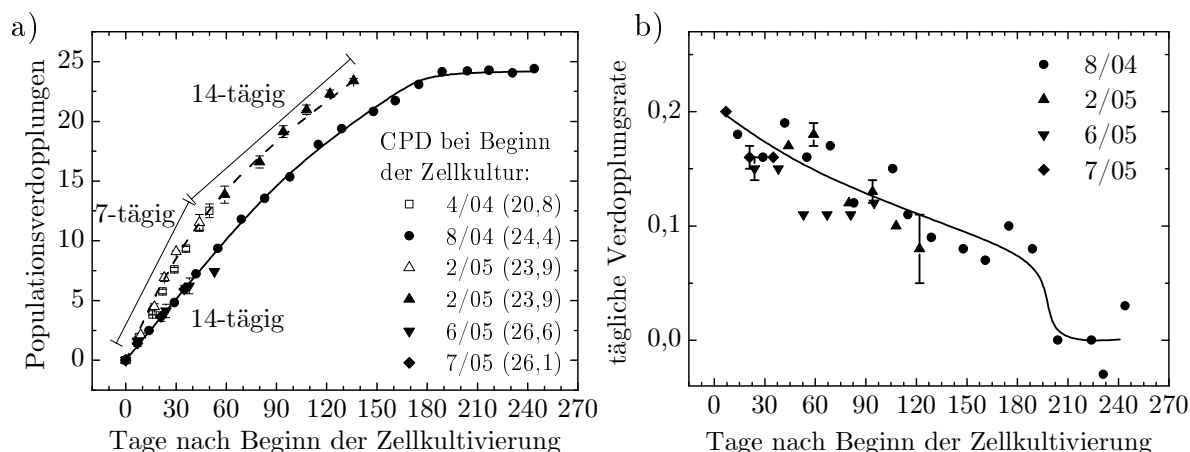 a)
Populationsverdopplungen
25
20
15
10
5
0
14-tägig
7-tägig
14-tägig
CPD bei Beginn
der Zellkultur:
4/04 (20,8)
8/04 (24,4)
2/05 (23,9)
2/05 (23,9)
6/05 (26,6)
7/05 (26,1)
0 30 60 90 120 150 180 210 240 270
Tage nach Beginn der Zellkultivierung
b)
tägliche Verdopplungsrate
0,2
0,1
0,0
8/04
2/05
6/05
7/05
0 30 60 90 120 150 180 210 240 270
Tage nach Beginn der Zellkultivierung